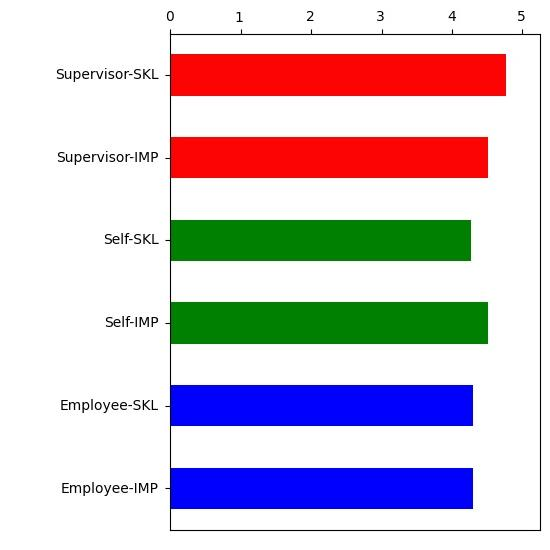 0 1 2 3 4 5
Supervisor-SKL
Supervisor-IMP
Self-SKL
Self-IMP
Employee-SKL
Employee-IMP